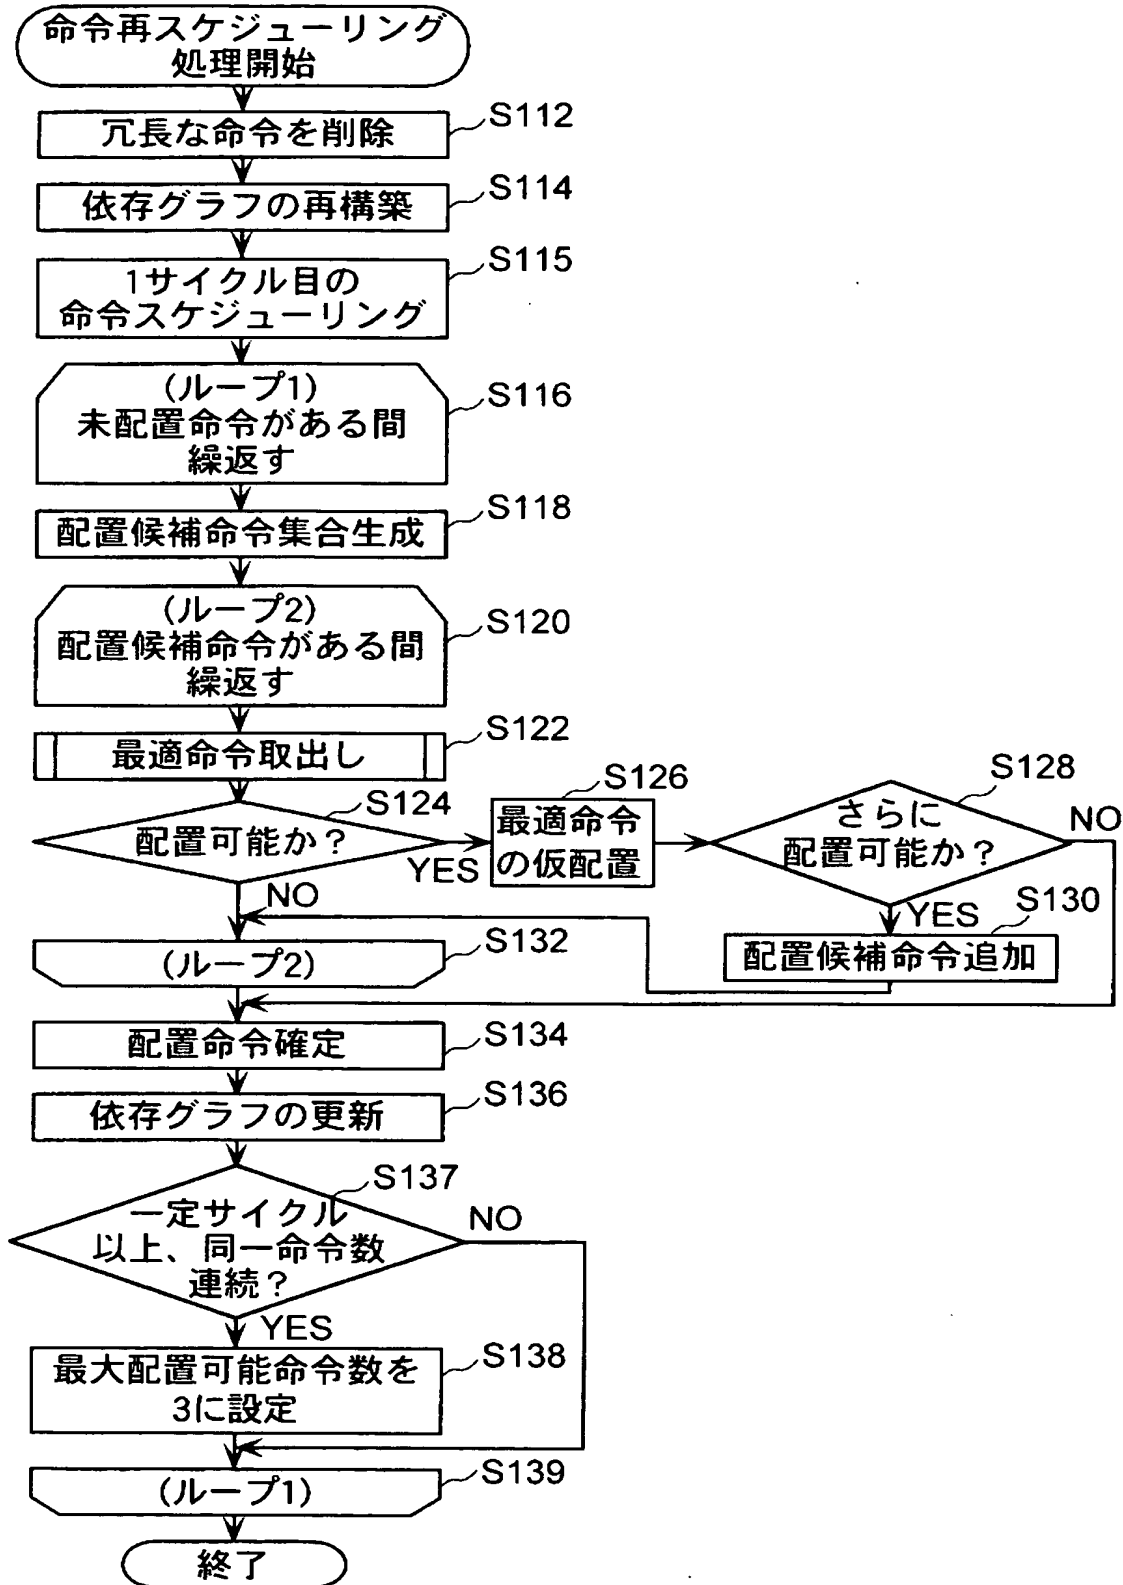 命令再スケジューリング
処理開始
S112
冗長な命令を削除
S114
依存グラフの再構築
S115
1サイクル目の
命令スケジューリング
S116
(ループ1)
未配置命令がある間
繰返す
S118
配置候補命令集合生成
S120
(ループ2)
配置候補命令がある間
繰返す
S122
最適命令取出し
S124
配置可能か?
YES
NO
S126
最適命令
の仮配置
S128
さらに
配置可能か?
NO
YES
S130
配置候補命令追加
S132
(ループ2)
S134
配置命令確定
S136
依存グラフの更新
S137
一定サイクル
以上、同一命令数
連続?
NO
YES
S138
最大配置可能命令数を
3に設定
S139
(ループ1)
終了